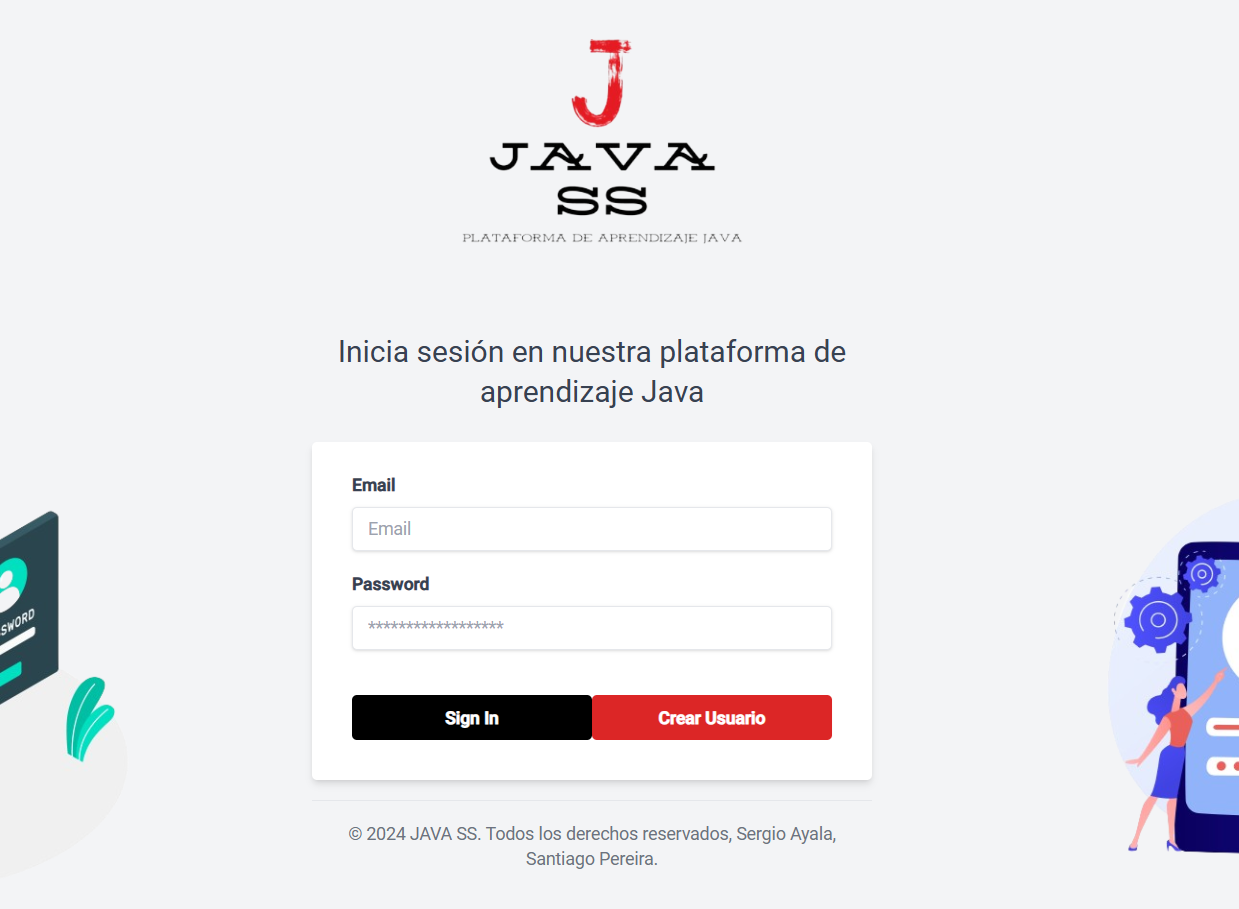 J
JAVA
SS
PLATAFORMA DE APRENDIZAJE JAVA
Inicia sesión en nuestra plataforma de
aprendizaje Java
Email
Email
Password
******************
Sign In
Crear Usuario
© 2024 JAVA SS. Todos los derechos reservados, Sergio Ayala,
Santiago Pereira.